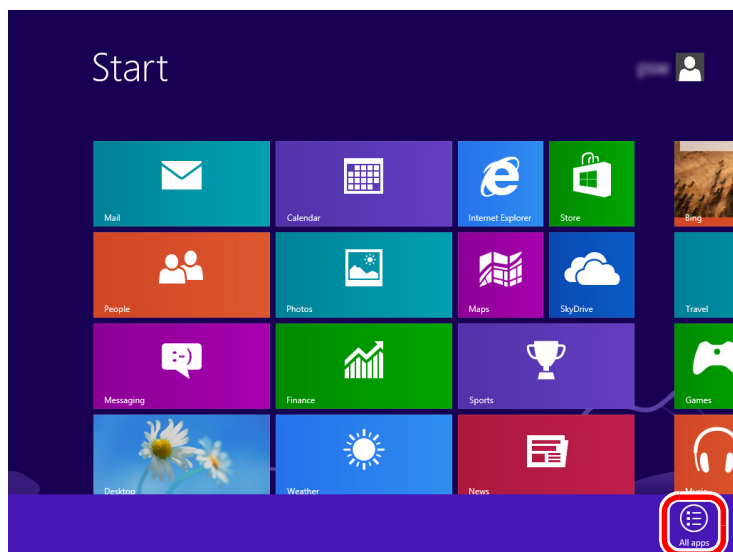 Start
Mail
Calendar
Internet Explorer
Store
Bing
People
Photos
Maps
SkyDrive
Travel
Messaging
Finance
Sports
Games
Desktop
Weather
News
Music
All apps